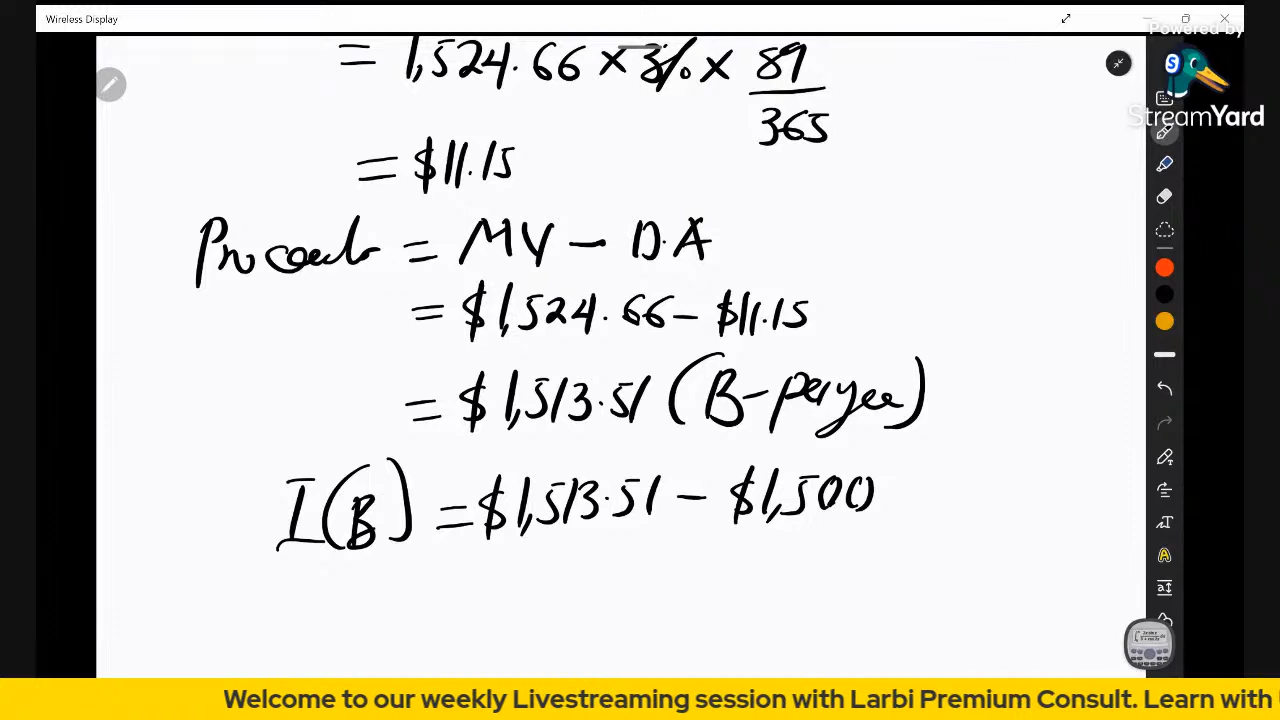 Wireless Display
Powered by
StreamYard
= 1,524.66 × 3% × 89/365
= $11.15
Proceeds = MV - D.A
= $1,524.66 - $11.15
= $1,513.51 (B-payee)
I(B) = $1,513.51 - $1,500
Welcome to our weekly Livestreaming session with Larbi Premium Consult. Learn with